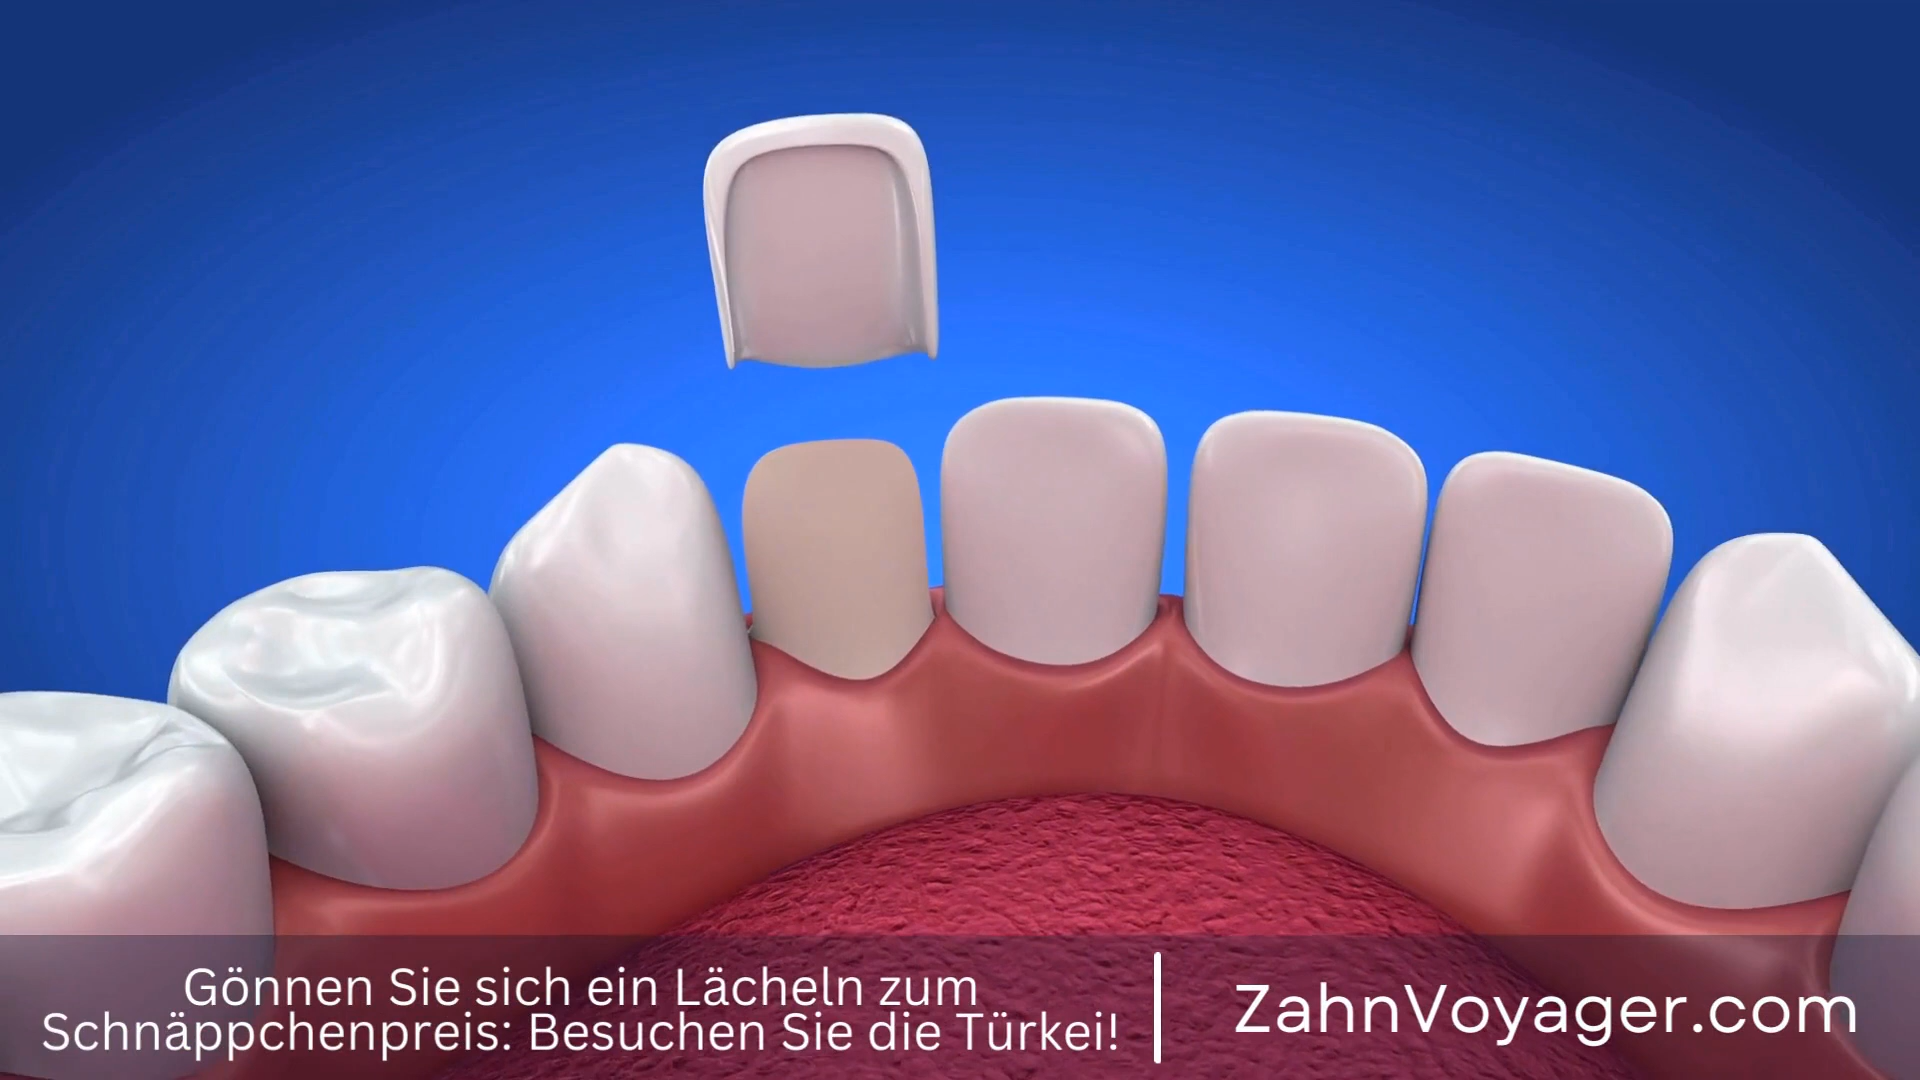 Gönnen Sie sich ein Lächeln zum
Schnäppchenpreis: Besuchen Sie die Türkei!
ZahnVoyager.com